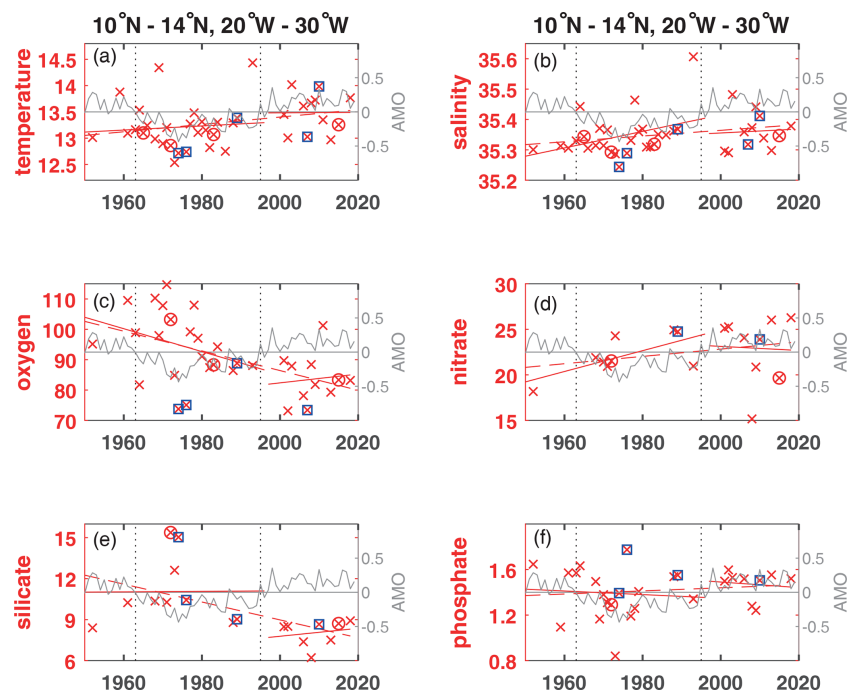 10°N - 14°N, 20°W - 30°W
10°N - 14°N, 20°W - 30°W
(a)
temperature
14.5
14
13.5
13
12.5
0.5
0
-0.5
AMO
1960 1980 2000 2020
(b)
salinity
35.6
35.5
35.4
35.3
35.2
0.5
0
-0.5
AMO
1960 1980 2000 2020
(c)
oxygen
110
100
90
80
70
0.5
0
-0.5
AMO
1960 1980 2000 2020
(d)
nitrate
30
25
20
15
0.5
0
-0.5
AMO
1960 1980 2000 2020
(e)
silicate
15
12
9
6
0.5
0
-0.5
AMO
1960 1980 2000 2020
(f)
phosphate
1.6
1.2
0.8
0.5
0
-0.5
AMO
1960 1980 2000 2020